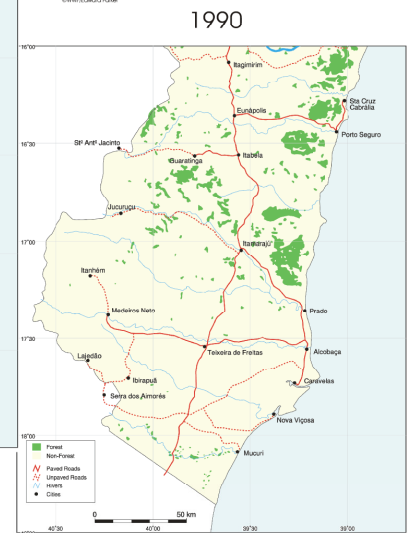 1990
16°00
Itagimirim
Sta Cruz
Cabrália
Eunápolis
Porto Seguro
16°30
Stº Antº Jacinto
Guaratinga
Itabela
Jucuruçu
17°00
Itamarajú
Itanhém
Medeiros Neto
Prado
17°30
Lajedão
Teixeira de Freitas
Alcobaça
Ibirapuã
Caravelas
Serra dos Aimorés
Nova Viçosa
18°00
Mucuri
Forest
Non-Forest
Paved Roads
Unpaved Roads
Rivers
Cities
0 50 km
40°30
40°00
39°30
39°00